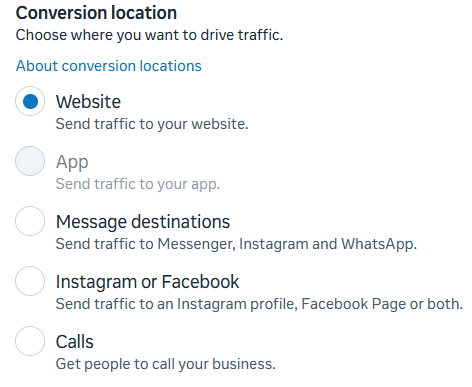 Conversion location
Choose where you want to drive traffic.
About conversion locations
Website
Send traffic to your website.
App
Send traffic to your app.
Message destinations
Send traffic to Messenger, Instagram and WhatsApp.
Instagram or Facebook
Send traffic to an Instagram profile, Facebook Page or both.
Calls
Get people to call your business.